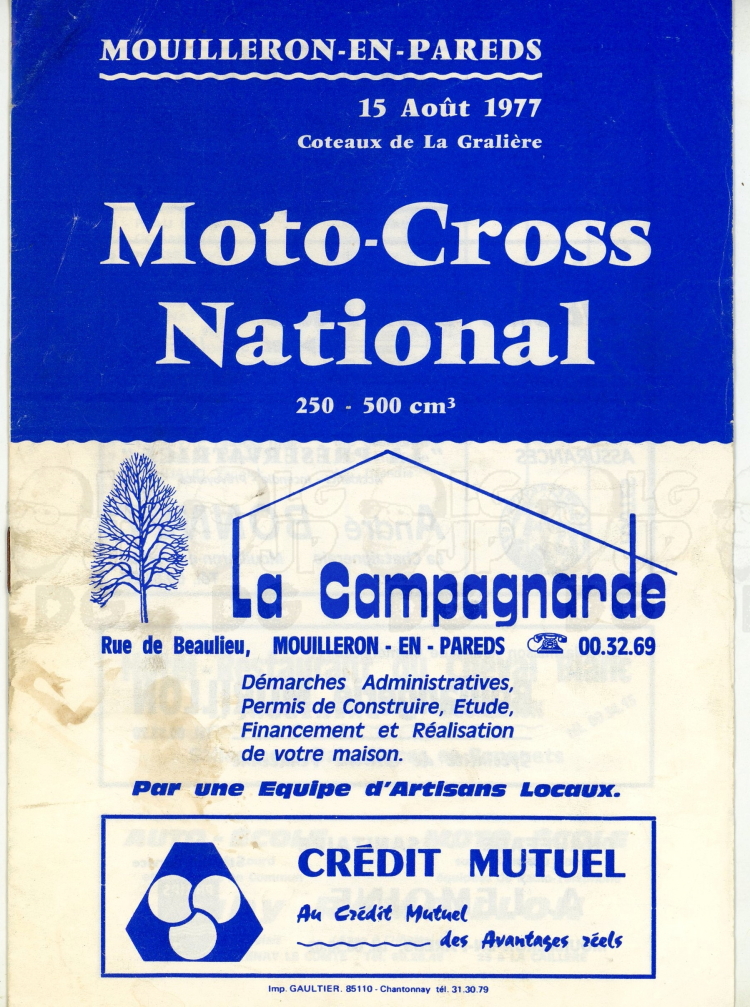 MOUILLERON-EN-PAREDS
15 Août 1977
Coteaux de La Gralière
Moto-Cross
National
250 - 500 cm³
La Campagnarde
Rue de Beaulieu, MOUILLERON - EN - PAREDS ☎ 00.32.69
Démarches Administratives,
Permis de Construire, Etude,
Financement et Réalisation
de votre maison.
Par une Equipe d'Artisans Locaux.
CRÉDIT MUTUEL
Au Crédit Mutuel
des Avantages réels
Imp. GAULTIER. 85110 - Chantonnay tél. 31.30.79